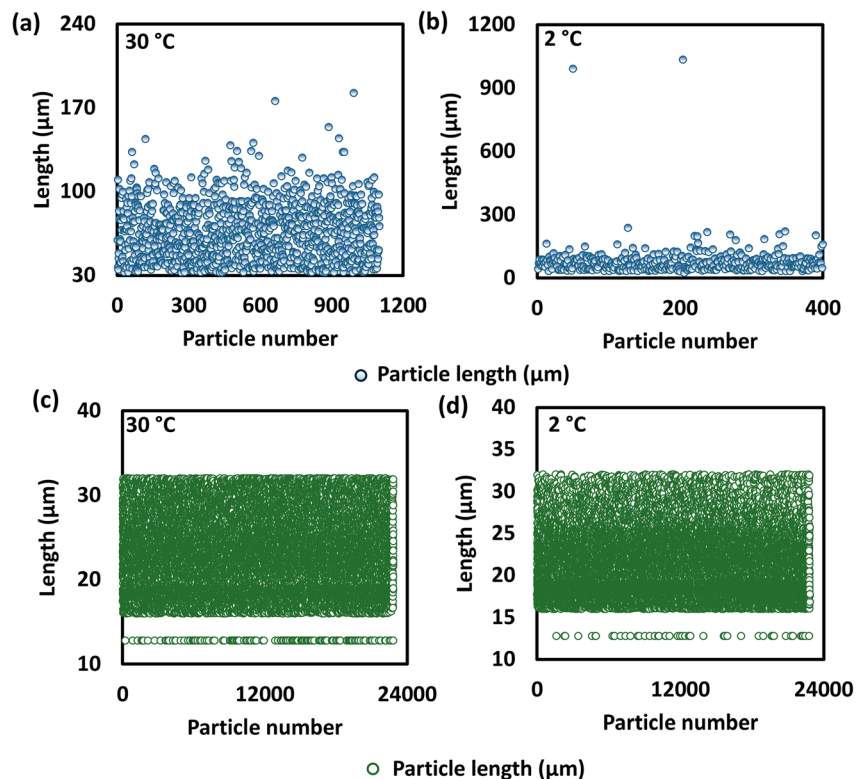 (a)
30 °C
Length (μm)
240
170
100
30
0 300 600 900 1200
Particle number
(b)
2 °C
Length (μm)
1200
900
600
300
0
0 200 400
Particle number
Particle length (μm)
(c)
30 °C
Length (μm)
40
30
20
10
0 12000 24000
Particle number
(d)
2 °C
Length (μm)
40
35
30
25
20
15
10
0 12000 24000
Particle number
Particle length (μm)